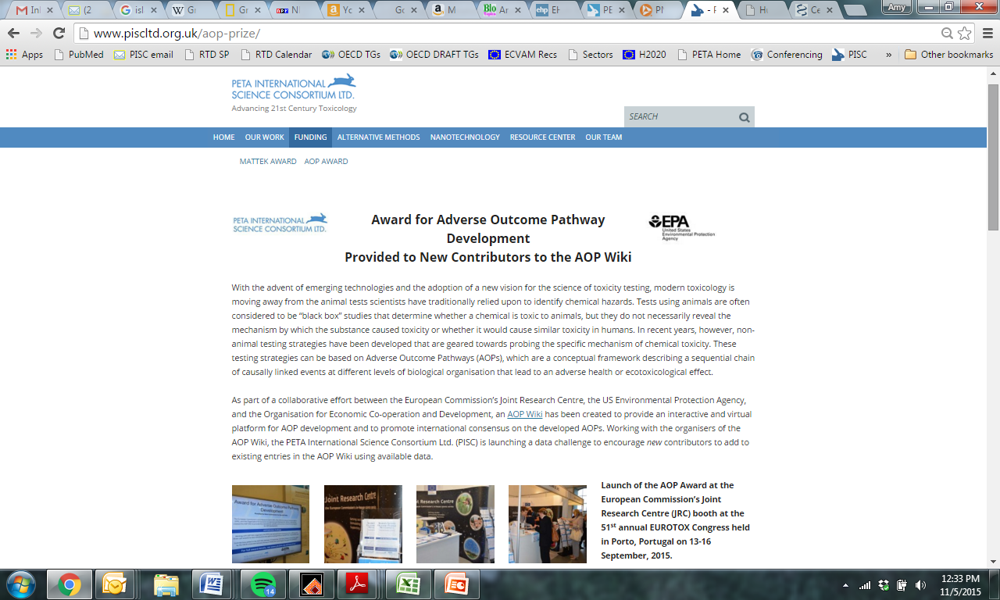 Amy
www.piscltd.org.uk/aop-prize/
Apps PubMed PISC email RTD SP RTD Calendar OECD TGs OECD DRAFT TGs ECVAM Recs Sectors H2020 PETA Home Conferencing PISC » Other bookmarks
PETA INTERNATIONAL
SCIENCE CONSORTIUM LTD.
Advancing 21st Century Toxicology
SEARCH
HOME OUR WORK FUNDING ALTERNATIVE METHODS NANOTECHNOLOGY RESOURCE CENTER OUR TEAM
MATTEK AWARD AOP AWARD
PETA INTERNATIONAL
SCIENCE CONSORTIUM LTD.
Award for Adverse Outcome Pathway
Development
Provided to New Contributors to the AOP Wiki
EPA
United States
Environmental Protection
Agency
With the advent of emerging technologies and the adoption of a new vision for the science of toxicity testing, modern toxicology is
moving away from the animal tests scientists have traditionally relied upon to identify chemical hazards. Tests using animals are often
considered to be “black box” studies that determine whether a chemical is toxic to animals, but they do not necessarily reveal the
mechanism by which the substance caused toxicity or whether it would cause similar toxicity in humans. In recent years, however, non-
animal testing strategies have been developed that are geared towards probing the specific mechanism of chemical toxicity. These
testing strategies can be based on Adverse Outcome Pathways (AOPs), which are a conceptual framework describing a sequential chain
of causally linked events at different levels of biological organisation that lead to an adverse health or ecotoxicological effect.
As part of a collaborative effort between the European Commission’s Joint Research Centre, the US Environmental Protection Agency,
and the Organisation for Economic Co-operation and Development, an AOP Wiki has been created to provide an interactive and virtual
platform for AOP development and to promote international consensus on the developed AOPs. Working with the organisers of the
AOP Wiki, the PETA International Science Consortium Ltd. (PISC) is launching a data challenge to encourage new contributors to add to
existing entries in the AOP Wiki using available data.
Award for Adverse Outcome Pathway
Development
Joint Research Centre
Research Centre
Launch of the AOP Award at the
European Commission’s Joint
Research Centre (JRC) booth at the
51st annual EUROTOX Congress held
in Porto, Portugal on 13-16
September, 2015.
14
12:33 PM
11/5/2015